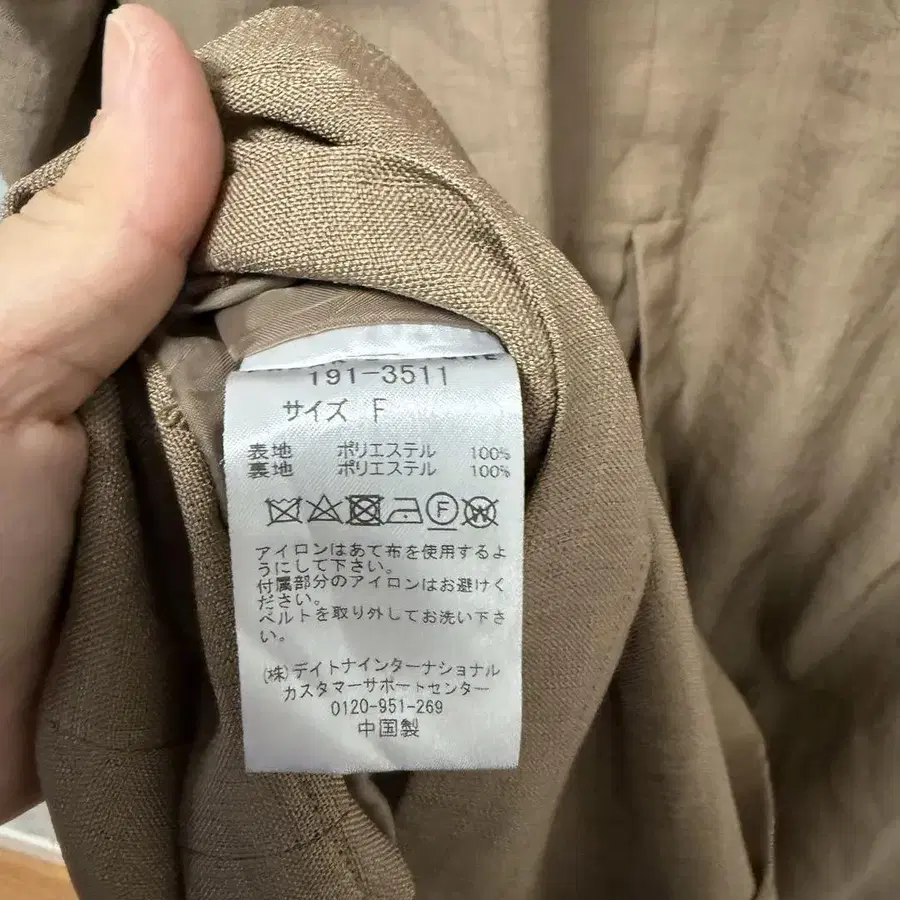 191-3511
サイズ F
表地 ポリエステル 100%
裏地 ポリエステル 100%
アイロンはあて布を使用するよ
うにして下さい。
付属部分のアイロンはお避けく
ださい。
ベルトを取り外してお洗い下さ
い。
(株)デイトナインターナショナル
カスタマーサポートセンター
0120-951-269
中国製